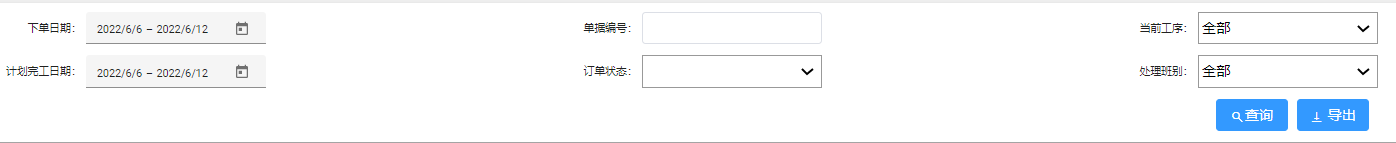 下单日期： 2022/6/6 – 2022/6/12 单据编号： 当前工序： 全部
计划完工日期： 2022/6/6 – 2022/6/12 订单状态： 处理班别： 全部
查询 导出